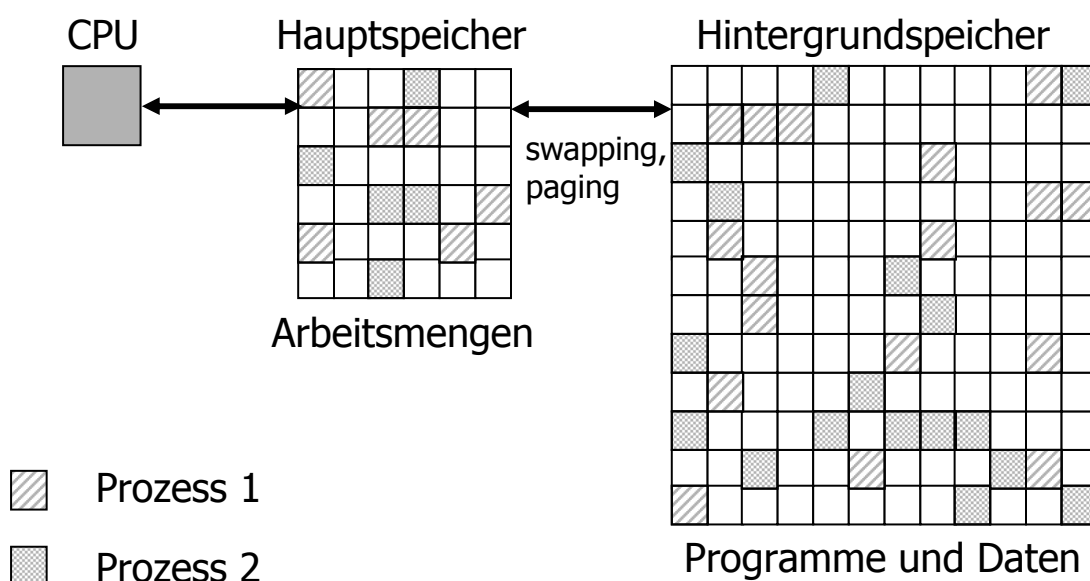 CPU
Hauptspeicher
Hintergrundspeicher
swapping,
paging
Arbeitsmengen
Prozess 1
Prozess 2
Programme und Daten